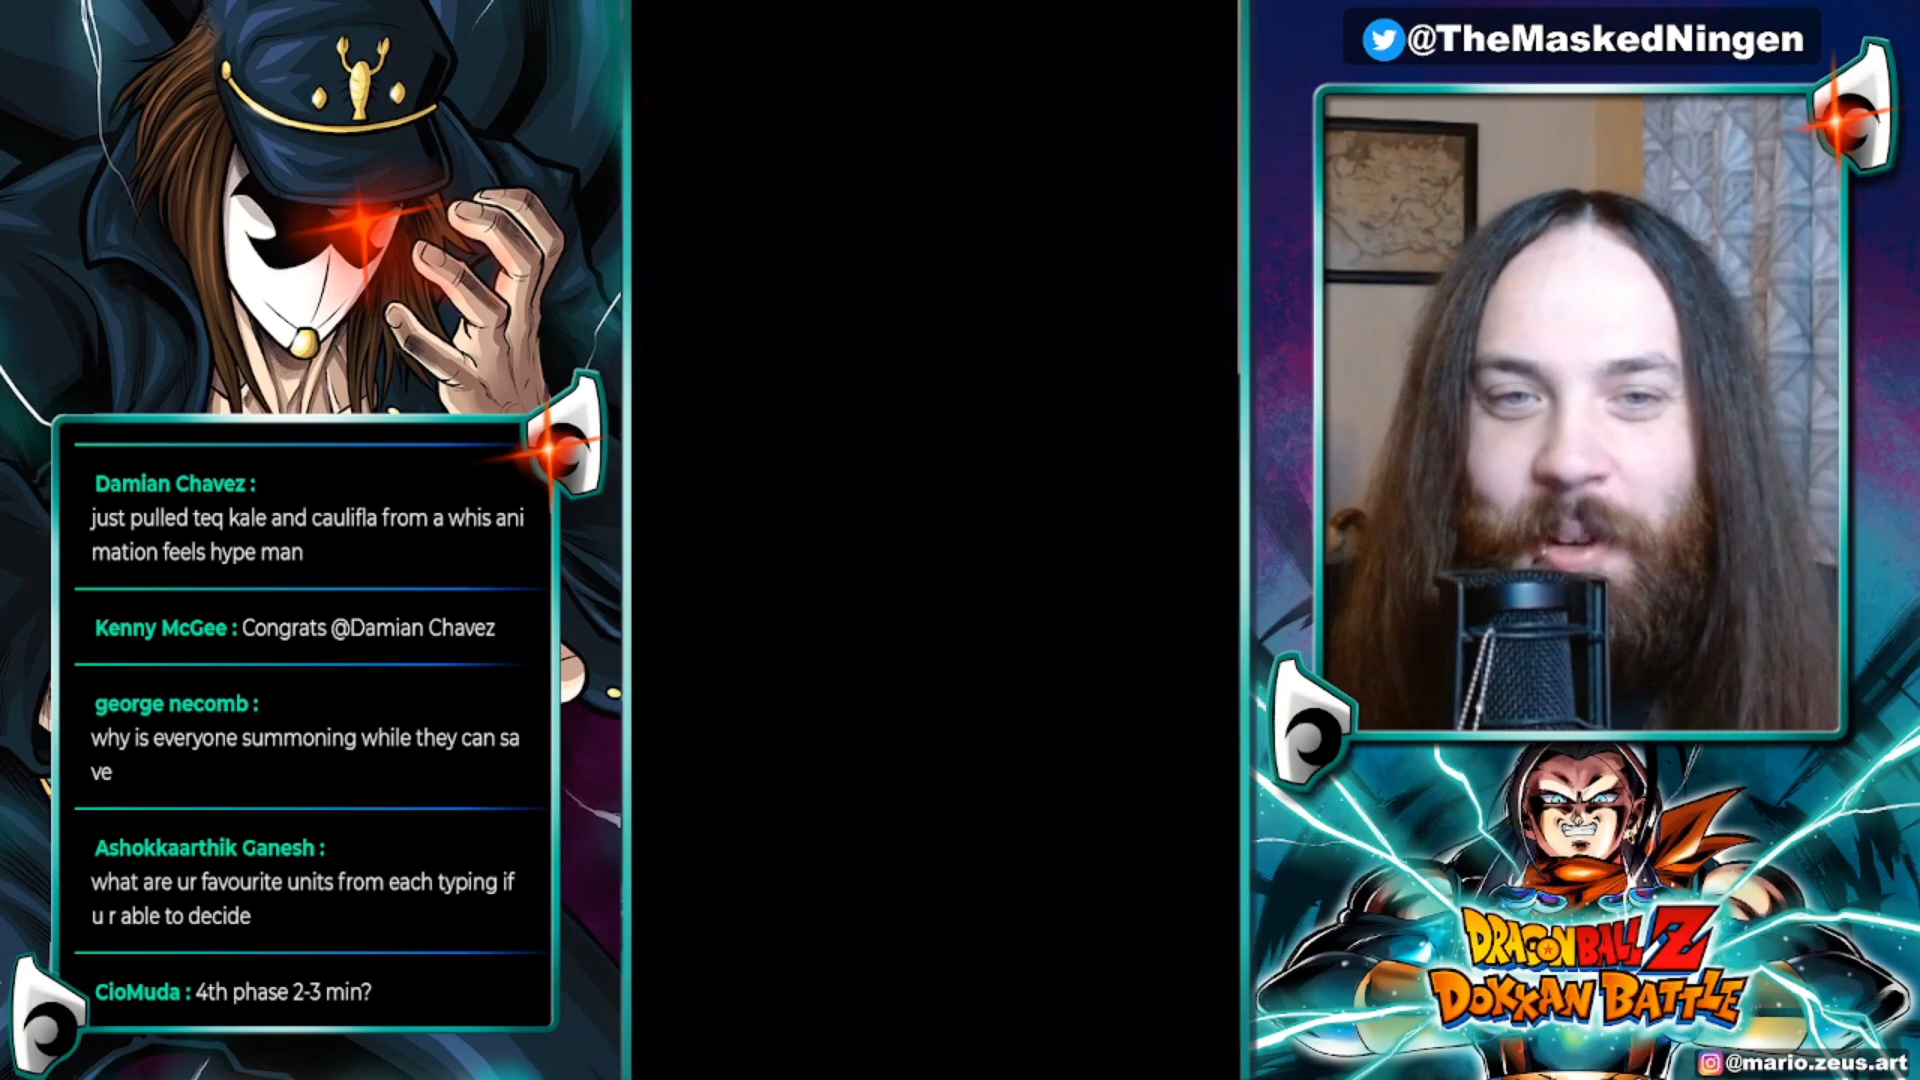 @TheMaskedNingen
Damian Chavez :
just pulled teq kale and caulifla from a whis ani
mation feels hype man
Kenny McGee : Congrats @Damian Chavez
george necomb :
why is everyone summoning while they can sa
ve
Ashokkaarthik Ganesh :
what are ur favourite units from each typing if
u r able to decide
CioMuda : 4th phase 2-3 min?
DRAGON BALL Z
DOKKAN BATTLE
@mario.zeus.art